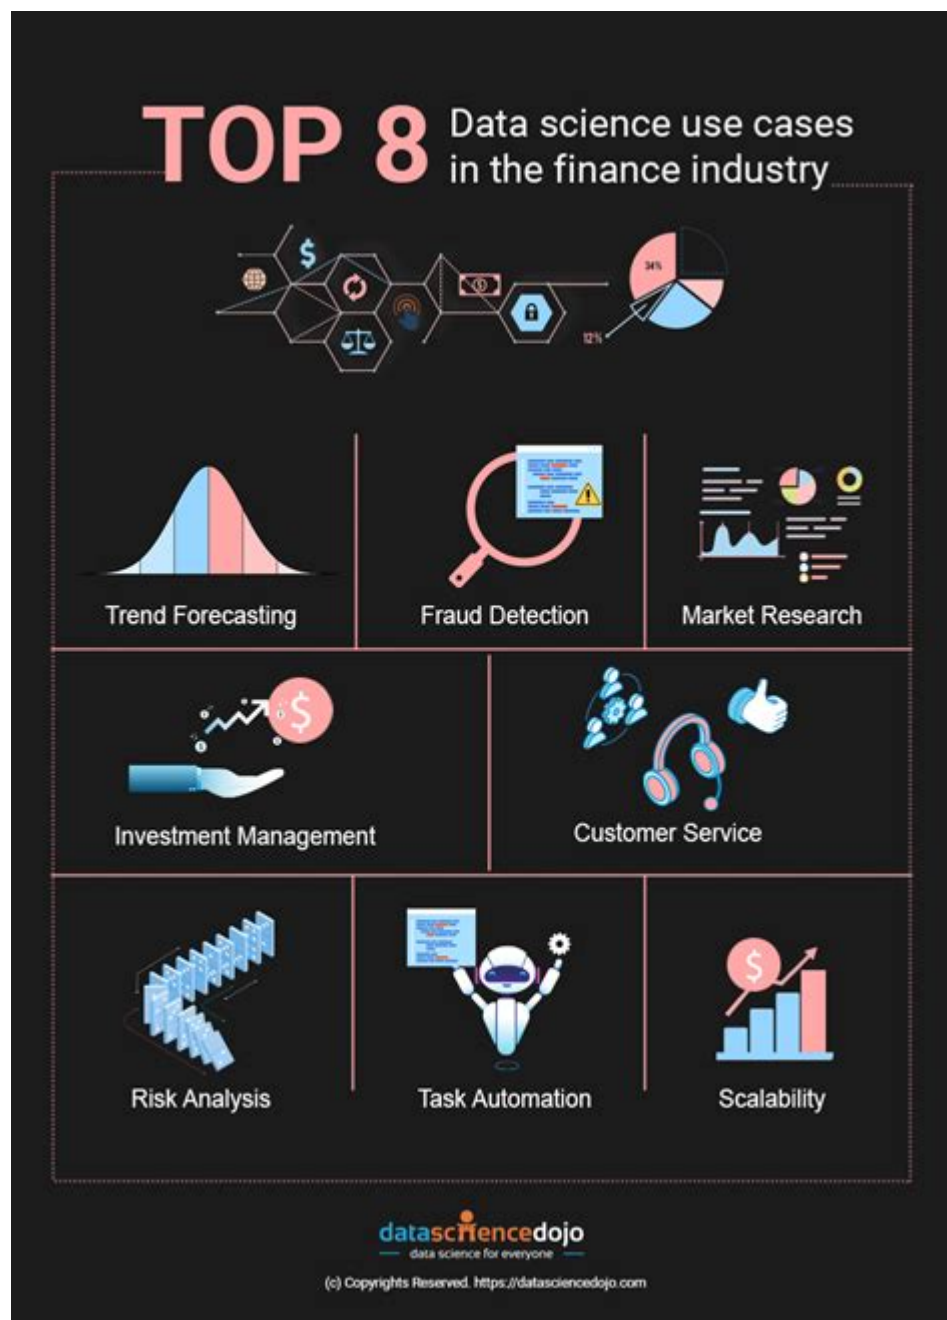 TOP 8
Data science use cases
in the finance industry
34%
12%
Trend Forecasting
Fraud Detection
Market Research
Investment Management
Customer Service
Risk Analysis
Task Automation
Scalability
datasciencedojo
data science for everyone
(c) Copyrights Reserved. https://datasciencedojo.com